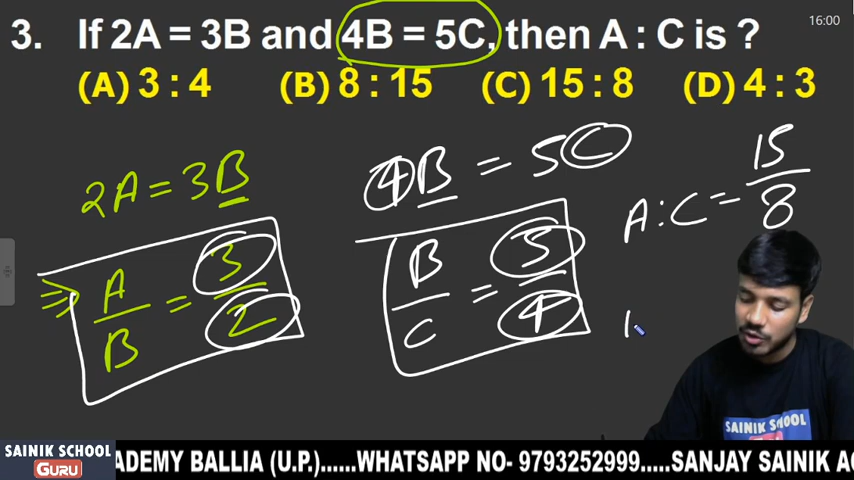 16:00
3. If 2A = 3B and 4B = 5C, then A : C is ?
(A) 3 : 4 (B) 8 : 15 (C) 15 : 8 (D) 4 : 3
2A = 3B
⇒ A/B = 3/2
4B = 5C
B/C = 5/4
A:C = 15/8
SAINIK SCHOOL
GURU
SAINIK SCHOOL
GURU
ADEMY BALLIA (U.P.)......WHATSAPP NO- 9793252999.....SANJAY SAINIK AC